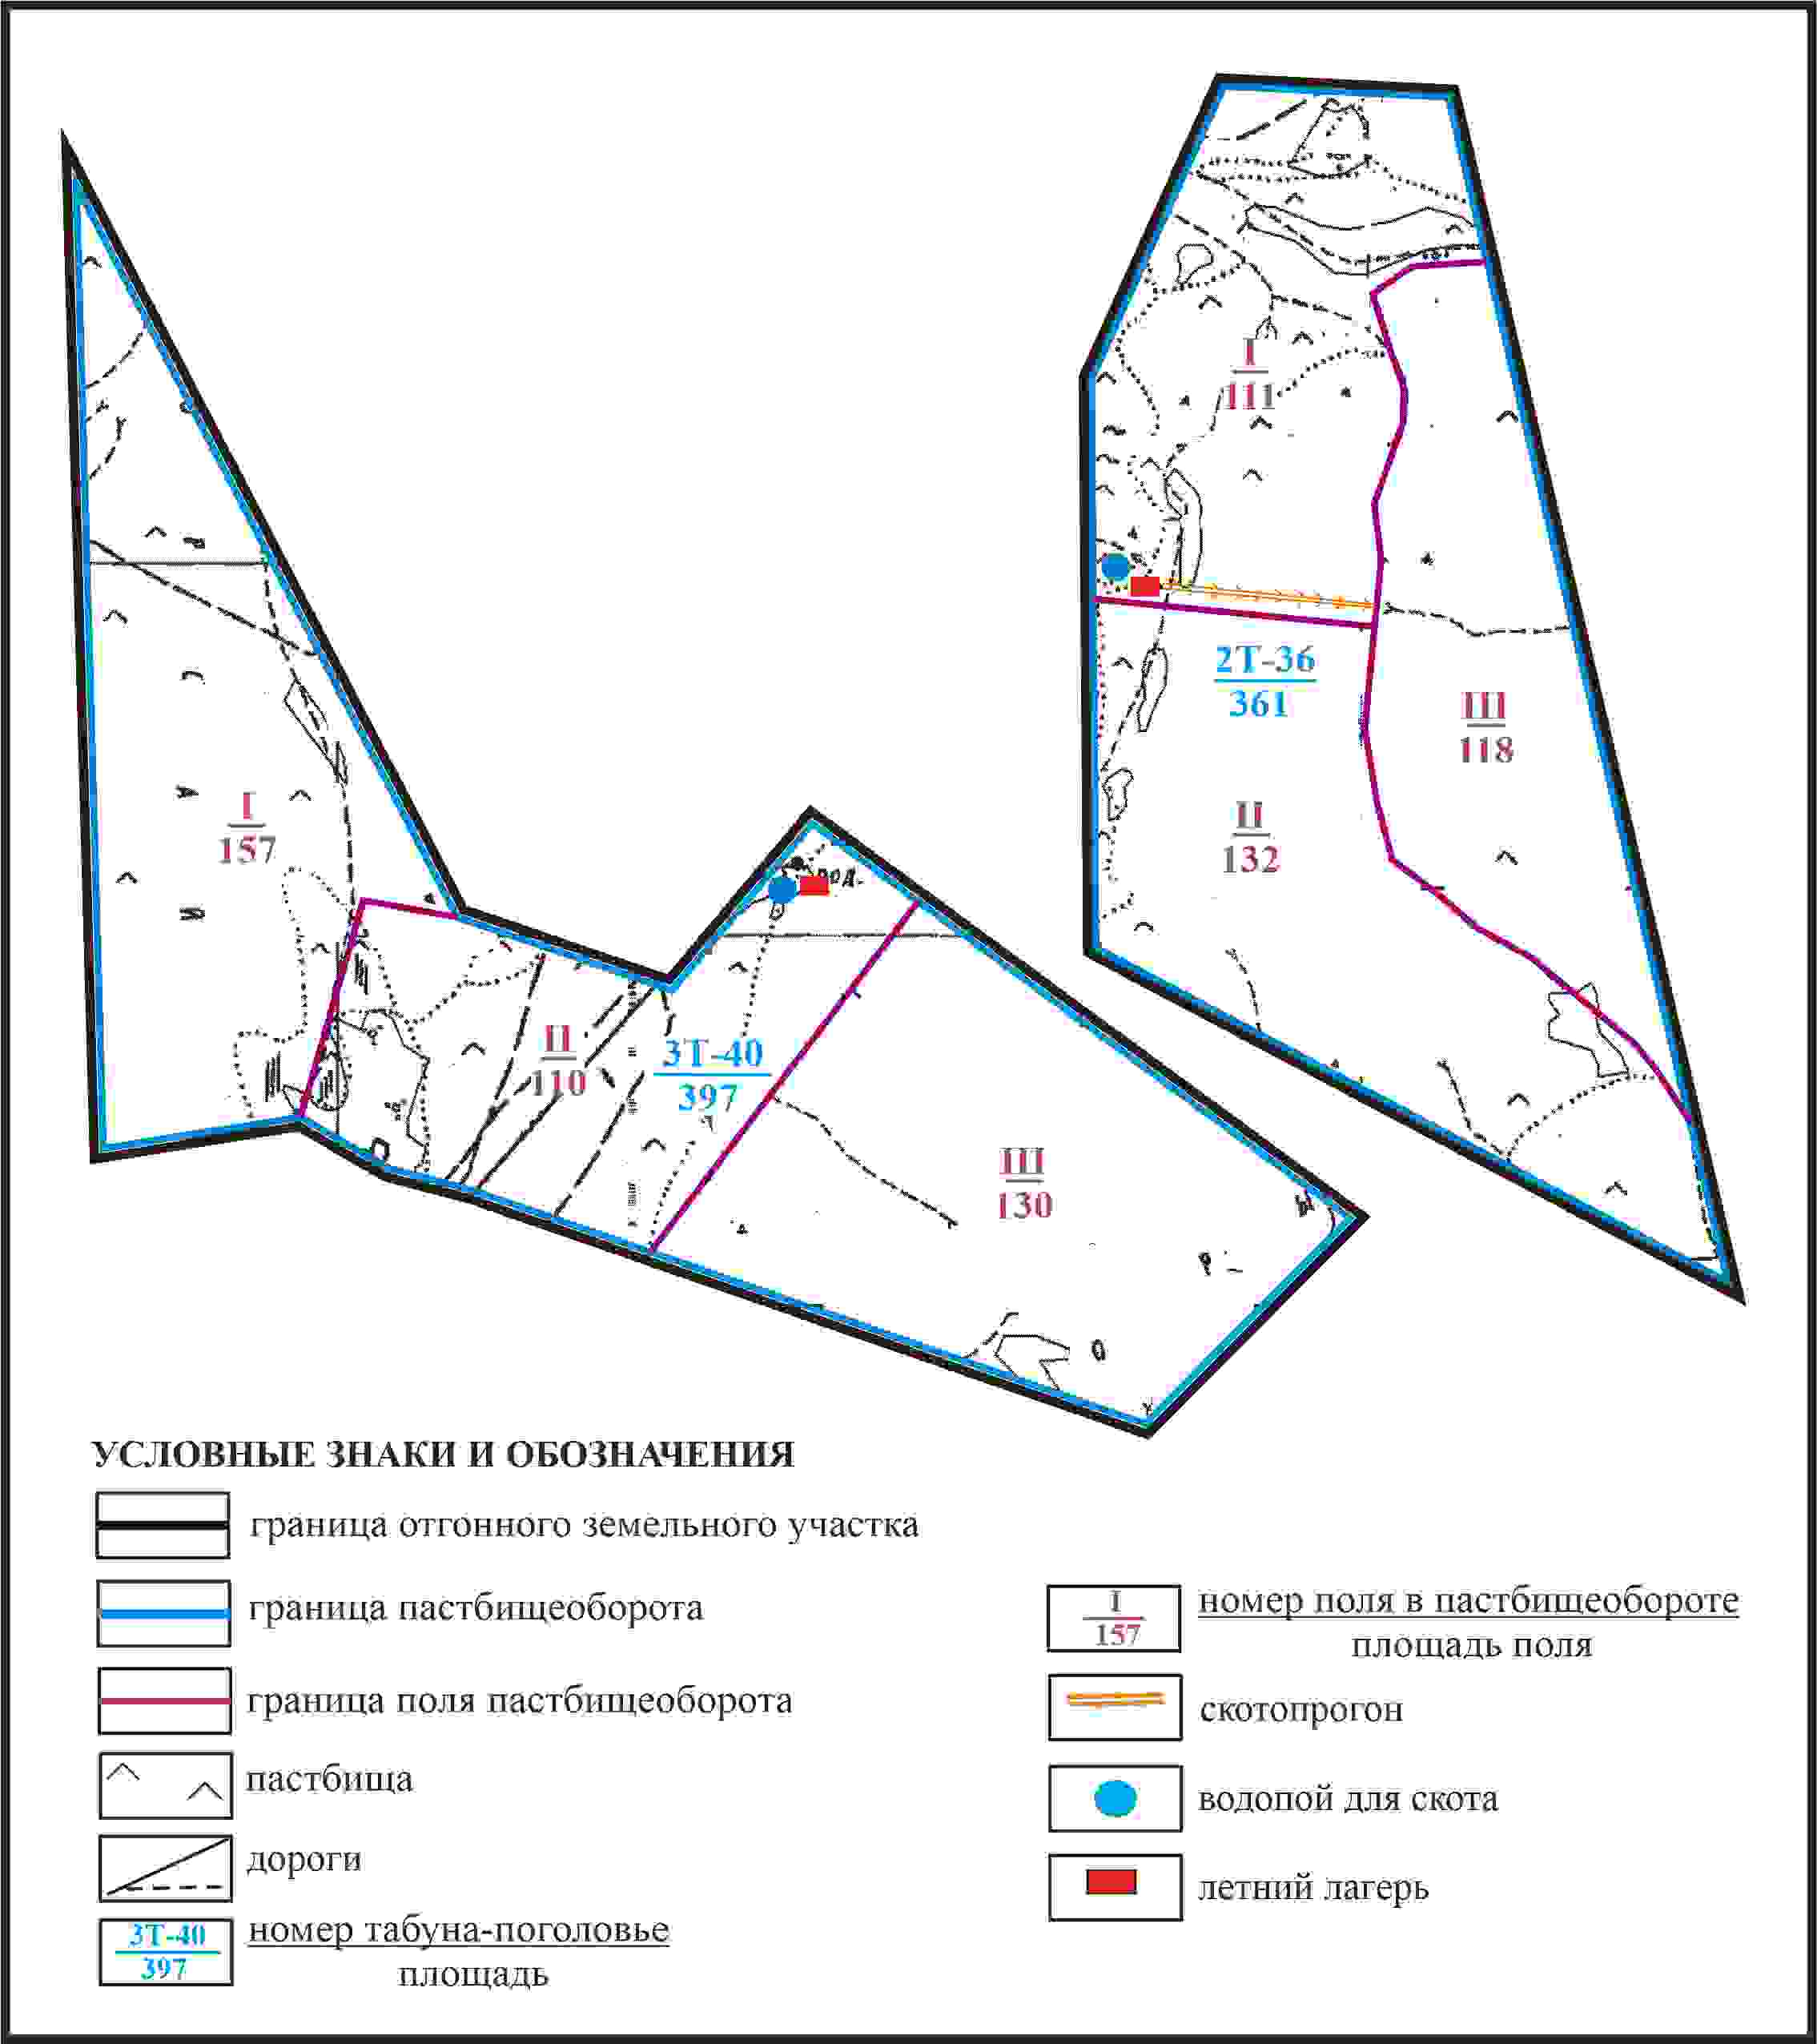 I
111
2Т-36
361
III
118
II
132
I
157
С
А
Й
РОД-
II
110
3Т-40
397
III
130
УСЛОВНЫЕ ЗНАКИ И ОБОЗНАЧЕНИЯ
граница отгонного земельного участка
граница пастбищеоборота
граница поля пастбищеоборота
пастбища
дороги
3Т-40
397
номер табуна-поголовье
площадь
I
157
номер поля в пастбищеобороте
площадь поля
скотопрогон
водопой для скота
летний лагерь